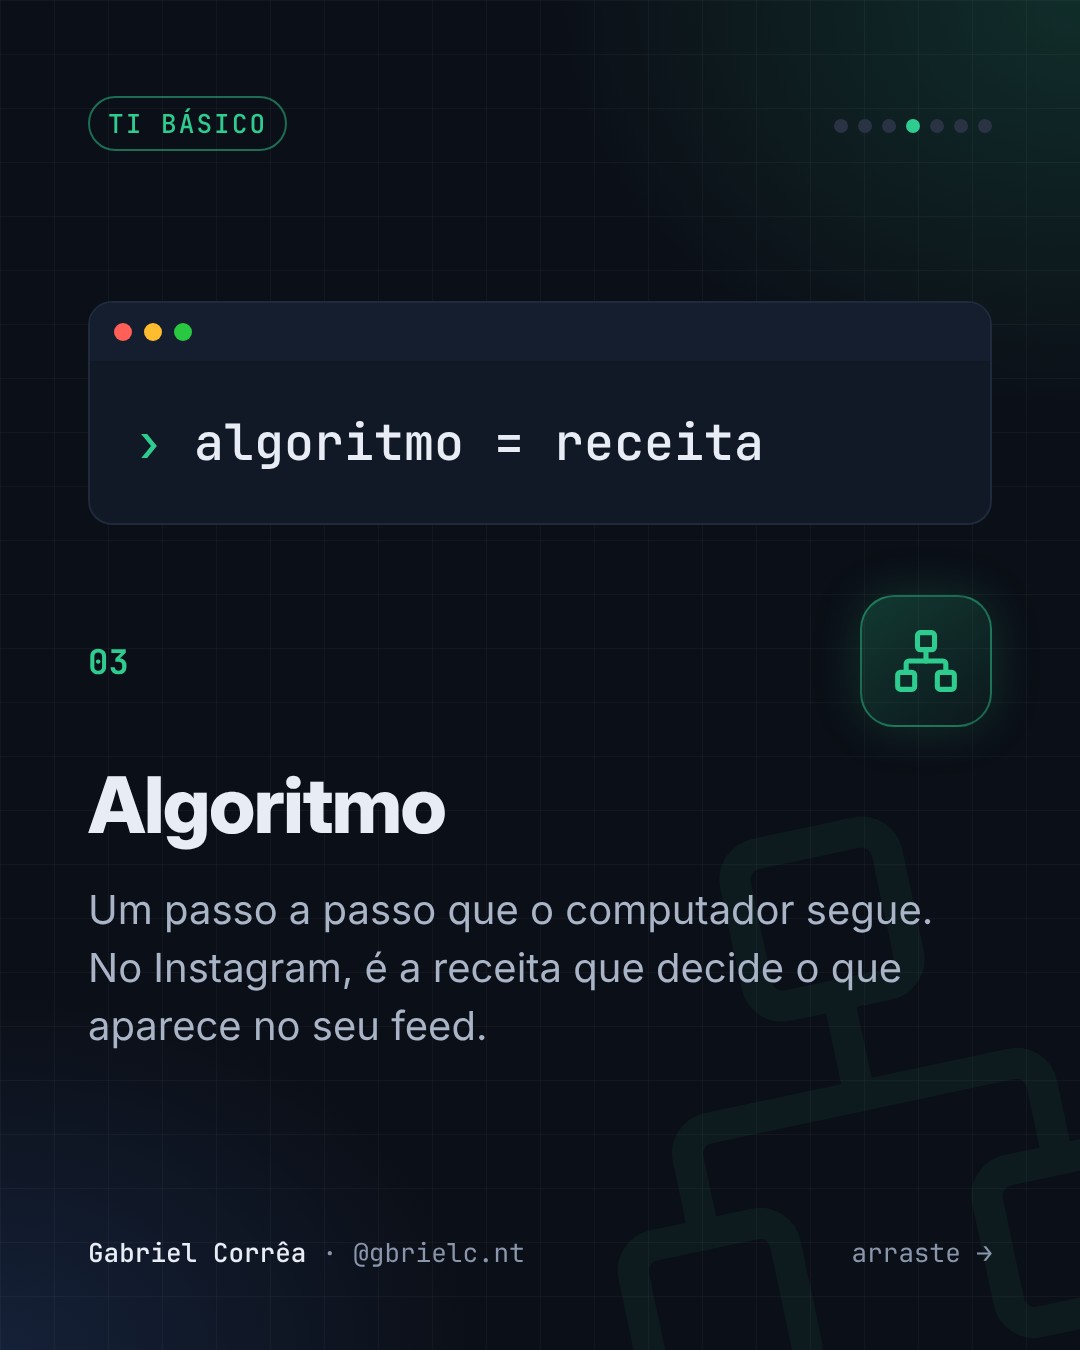 TI BÁSICO
› algoritmo = receita
03
Algoritmo
Um passo a passo que o computador segue.
No Instagram, é a receita que decide o que
aparece no seu feed.
Gabriel Corrêa · @gbrielc.nt
arraste →